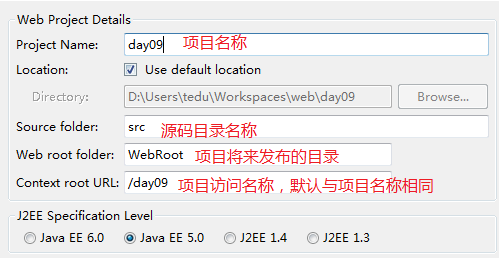 Web Project Details
Project Name: day09 项目名称
Location: Use default location
Directory: D:\Users\tedu\Workspaces\web\day09 Browse...
Source folder: src 源码目录名称
Web root folder: WebRoot 项目将来发布的目录
Context root URL: /day09 项目访问名称，默认与项目名称相同
J2EE Specification Level
Java EE 6.0 Java EE 5.0 J2EE 1.4 J2EE 1.3